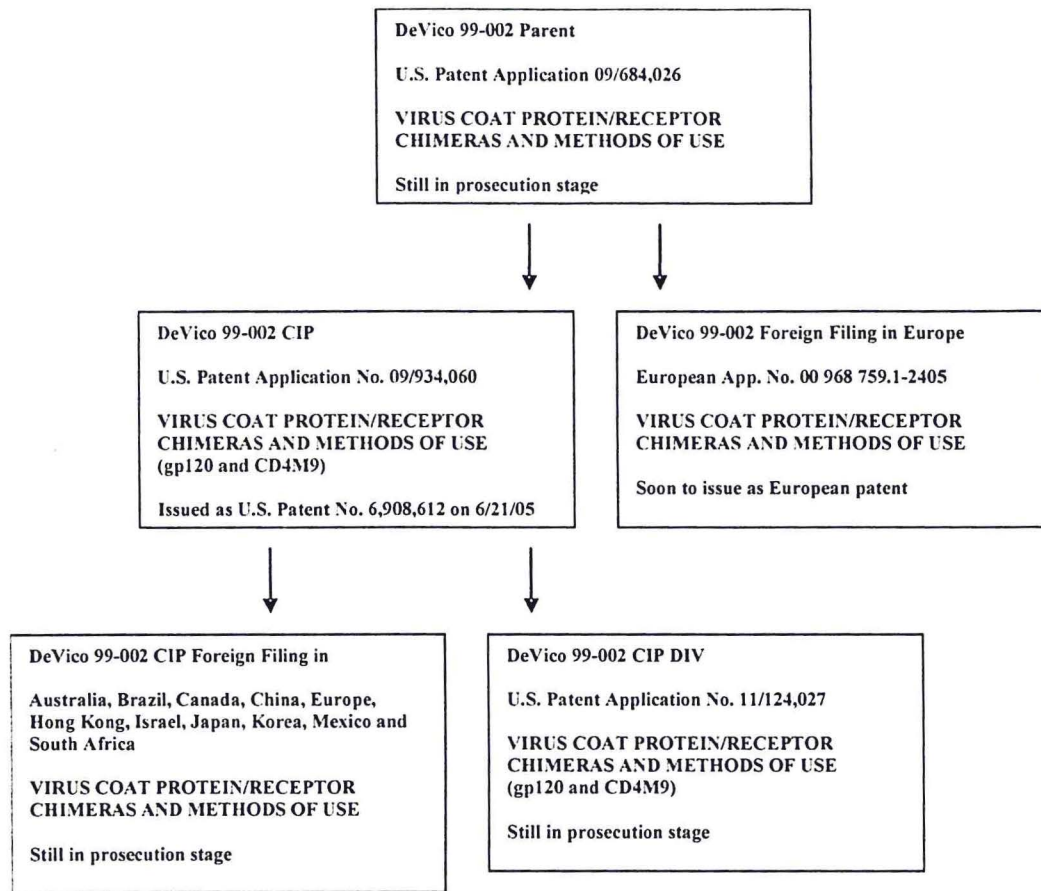 DeVico 99-002 Parent
U.S. Patent Application 09/684,026
VIRUS COAT PROTEIN/RECEPTOR
CHIMERAS AND METHODS OF USE
Still in prosecution stage
DeVico 99-002 CIP
U.S. Patent Application No. 09/934,060
VIRUS COAT PROTEIN/RECEPTOR
CHIMERAS AND METHODS OF USE
(gp120 and CD4M9)
Issued as U.S. Patent No. 6,908,612 on 6/21/05
DeVico 99-002 Foreign Filing in Europe
European App. No. 00 968 759.1-2405
VIRUS COAT PROTEIN/RECEPTOR
CHIMERAS AND METHODS OF USE
Soon to issue as European patent
DeVico 99-002 CIP Foreign Filing in
Australia, Brazil, Canada, China, Europe,
Hong Kong, Israel, Japan, Korea, Mexico and
South Africa
VIRUS COAT PROTEIN/RECEPTOR
CHIMERAS AND METHODS OF USE
Still in prosecution stage
DeVico 99-002 CIP DIV
U.S. Patent Application No. 11/124,027
VIRUS COAT PROTEIN/RECEPTOR
CHIMERAS AND METHODS OF USE
(gp120 and CD4M9)
Still in prosecution stage